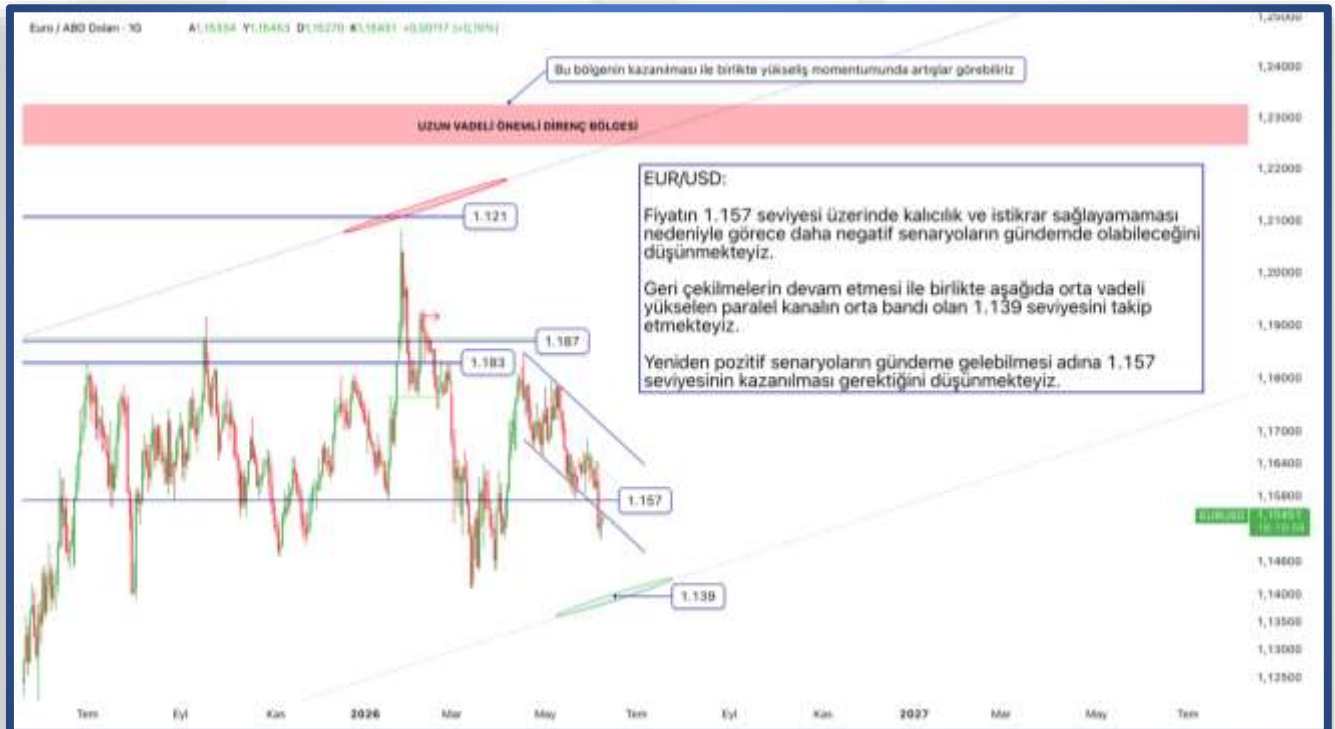 Euro / ABD Doları - 1G
Bu bölgenin kazanılması ile birlikte yükseliş momentumunda artışlar görebiliriz
UZUN VADELİ ÖNEMLİ DİRENÇ BÖLGESİ
EUR/USD:
Fiyatın 1.157 seviyesi üzerinde kalıcılık ve istikrar sağlayamaması
nedeniyle görece daha negatif senaryoların gündemde olabileceğini
düşünmekteyiz.
Geri çekilmelerin devam etmesi ile birlikte aşağıda orta vadeli
yükselen paralel kanalın orta bandı olan 1.139 seviyesini takip
etmekteyiz.
Yeniden pozitif senaryoların gündeme gelebilmesi adına 1.157
seviyesinin kazanılması gerektiğini düşünmekteyiz.
1.121
1.187
1.183
1.157
1.139
1,25000
1,24000
1,23000
1,22000
1,21000
1,20000
1,19000
1,18000
1,17000
1,16400
1,15800
EURUSD
1,14600
1,14000
1,13500
1,13000
1,12500
Tem
Eyl
Kas
2026
Mar
May
Tem
Eyl
Kas
2027
Mar
May
Tem